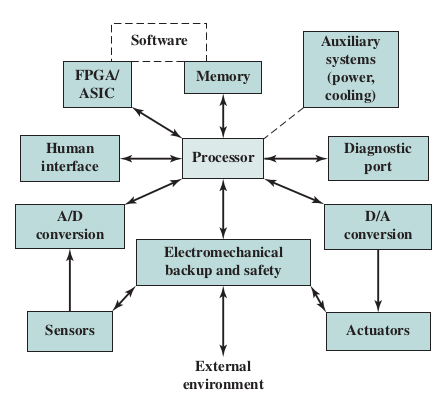 Software
Auxiliary
systems
(power,
cooling)
FPGA/
ASIC
Memory
Human
interface
Processor
Diagnostic
port
A/D
conversion
D/A
conversion
Electromechanical
backup and safety
Sensors
Actuators
External
environment